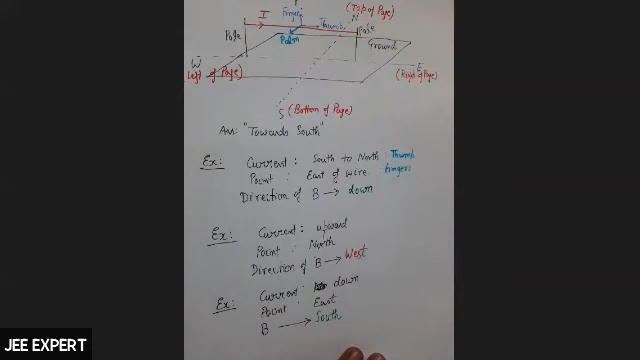 I
Fingers
Thumb
N
(Top of Page)
Pole
Pole
Palm
Ground
W
(Left of Page)
E
(Right of Page)
S (Bottom of Page)
Ans: "Towards South"
Ex: Current: South to North Thumb
Point : East of wire fingers
Direction of B → down
Ex: Current: upward
Point : North
Direction of B → West
Ex: Current: down
Point : East
B → South
JEE EXPERT